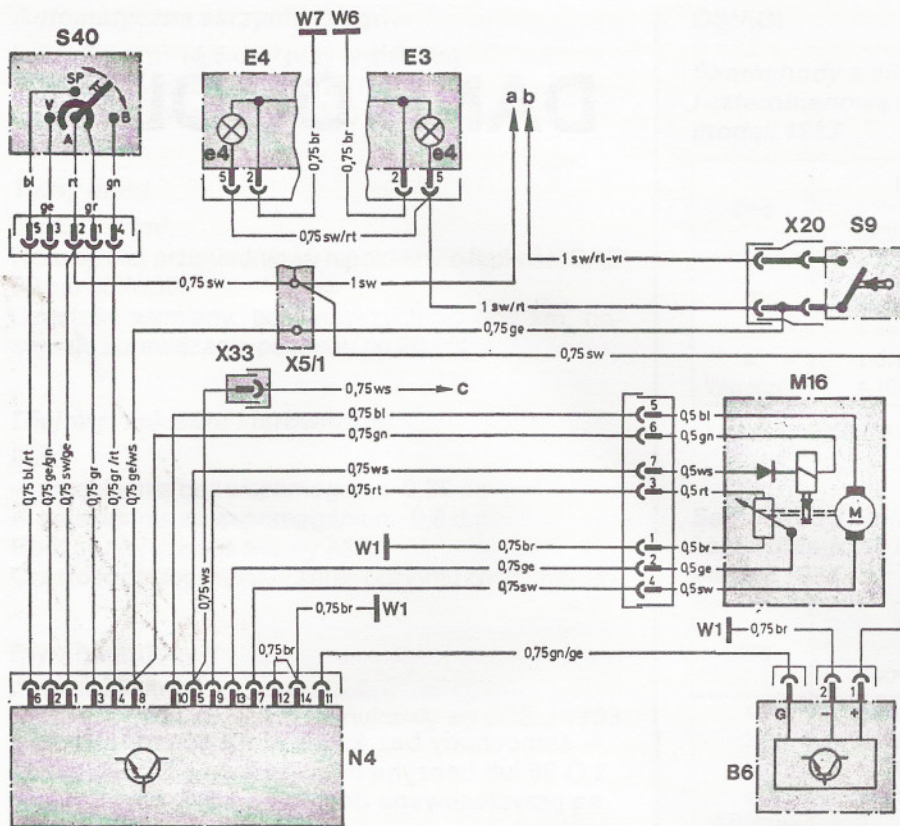 W7 W6
S40
E4 E3
a b
SP
V B
A
e4 e4
5 2 2 5
0,75 br 0,75 br
bl rt gn
ge gr
5 3 2 1 4
0,75 sw/rt
X20 S9
1 sw/rt-vi
0,75 sw 1 sw
1 sw/rt
0,75 ge
0,75 sw
X5/1
X33
0,75 ws C
M16
0,75 bl 5 0,5 bl
0,75 gn 6 0,5 gn
0,75 ws 7 0,5 ws
0,75 rt 3 0,5 rt
M
W1 0,75 br 1 0,5 br
0,75 ge 2 0,5 ge
0,75 sw 4 0,5 sw
0,75 bl/rt
0,75 ge/gn
0,75 sw/ge
0,75 gr
0,75 gr/rt
0,75 ge/ws
0,75 ws
0,75 br W1
W1 0,75 br
0,75 br
0,75 gn/ge
6 2 1 3 4 8 10 5 9 13 7 12 14 11
N4
2 1
G - +
B6